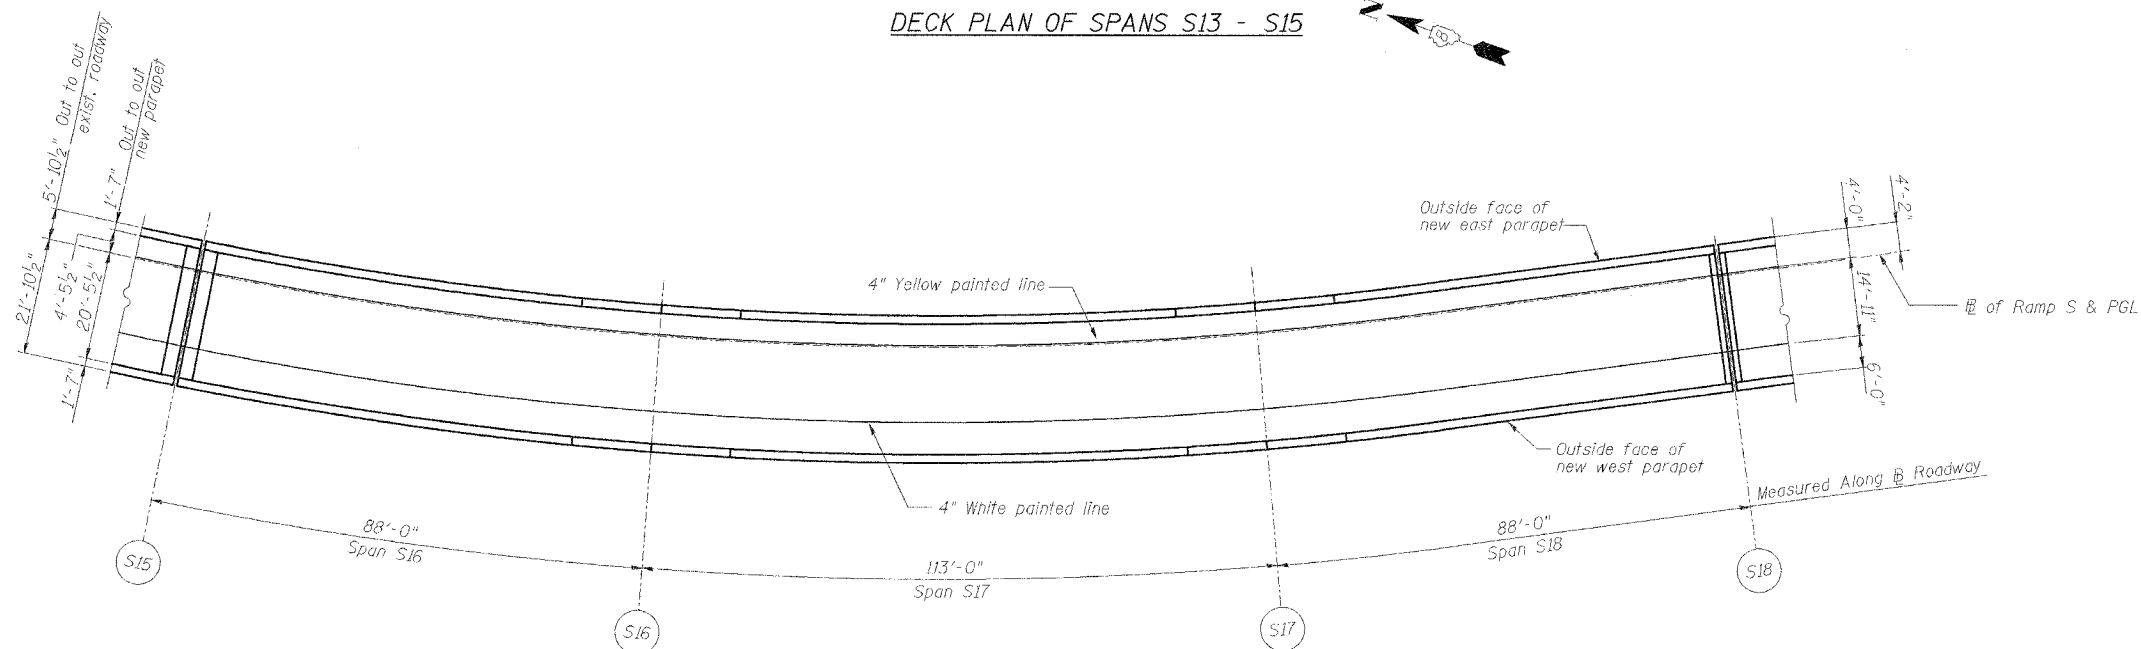 DECK PLAN OF SPANS S13 - S15
5'-10½" Out to out
exist. roadway
1'-7" Out to out
new parapet
21'-10½"
4'-5½"
20'-5½"
1'-7"
4" Yellow painted line
Outside face of
new east parapet
4'-0"
4'-2"
14'-11"
6'-0"
℄ of Ramp S & PGL
4" White painted line
Outside face of
new west parapet
Measured Along ℄ Roadway
88'-0"
Span S16
113'-0"
Span S17
88'-0"
Span S18
S15
S16
S17
S18